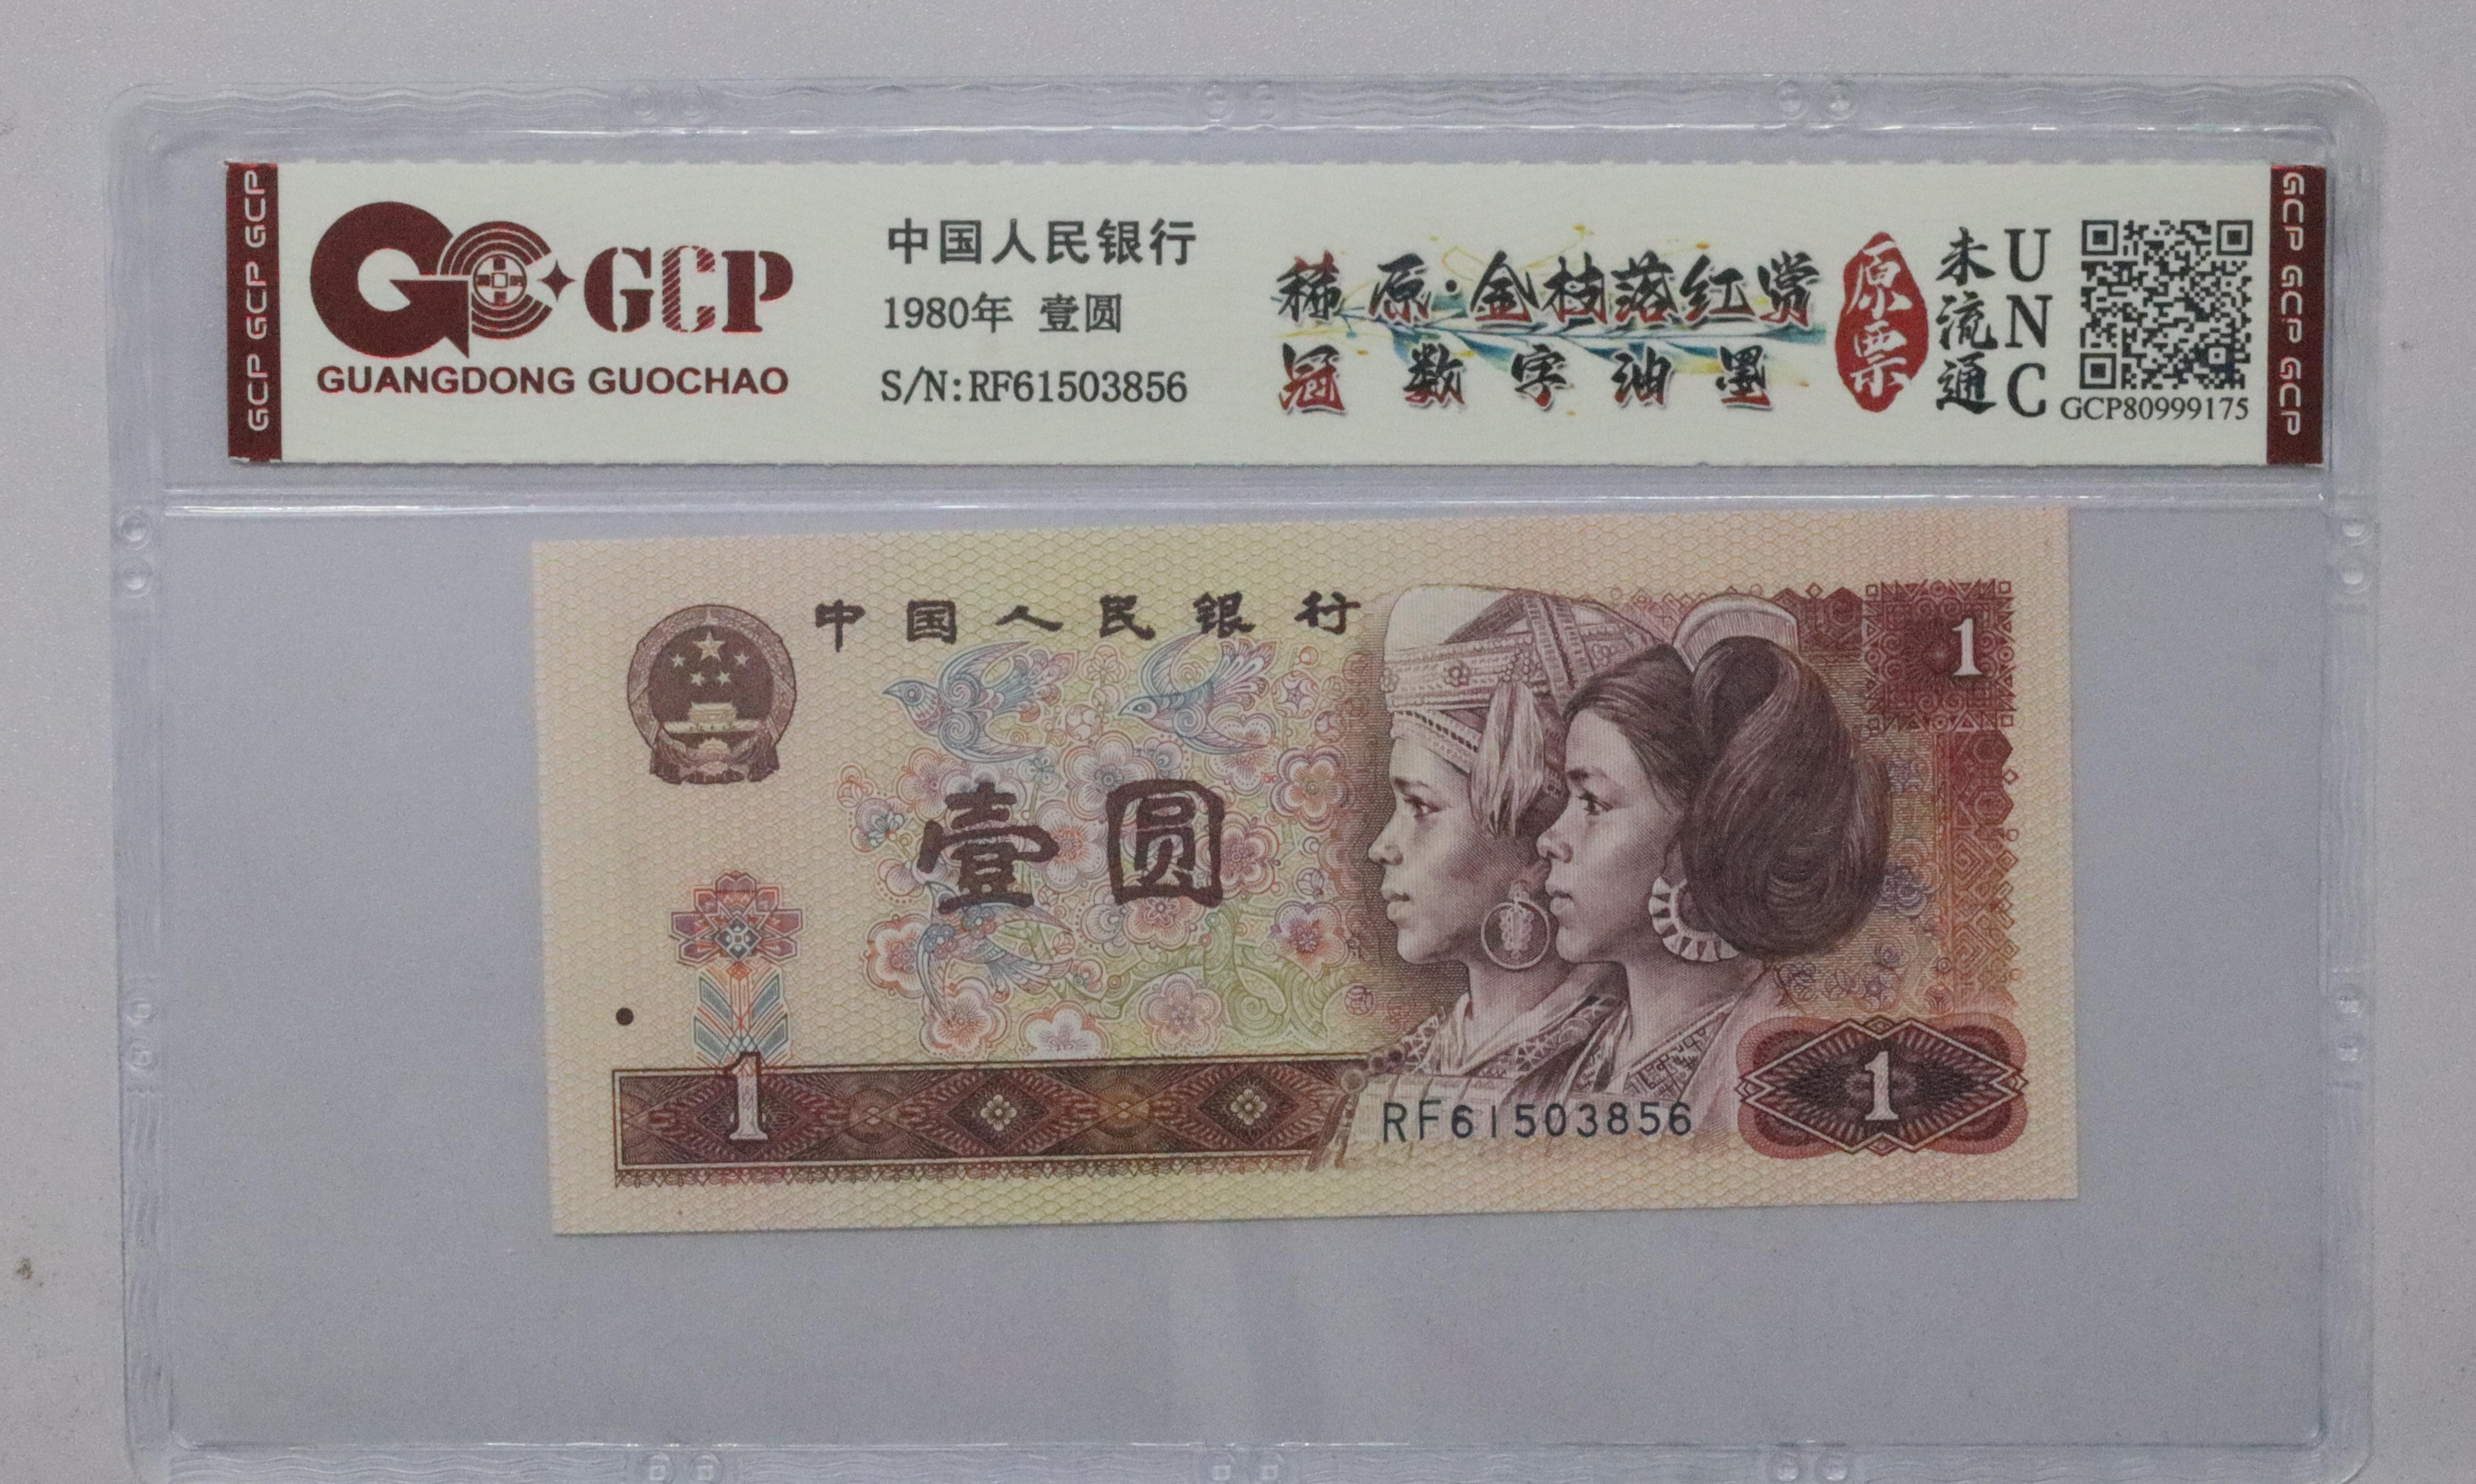 GCP GCP GCP
GCP
GUANGDONG GUOCHAO
中国人民银行
1980年 壹圆
S/N:RF61503856
稀原·金枝落红赏
冠数字油墨
原票
未流通
UNC
GCP80999175
GCP GCP GCP
中国人民银行
1
壹圆
1
RF61503856
1